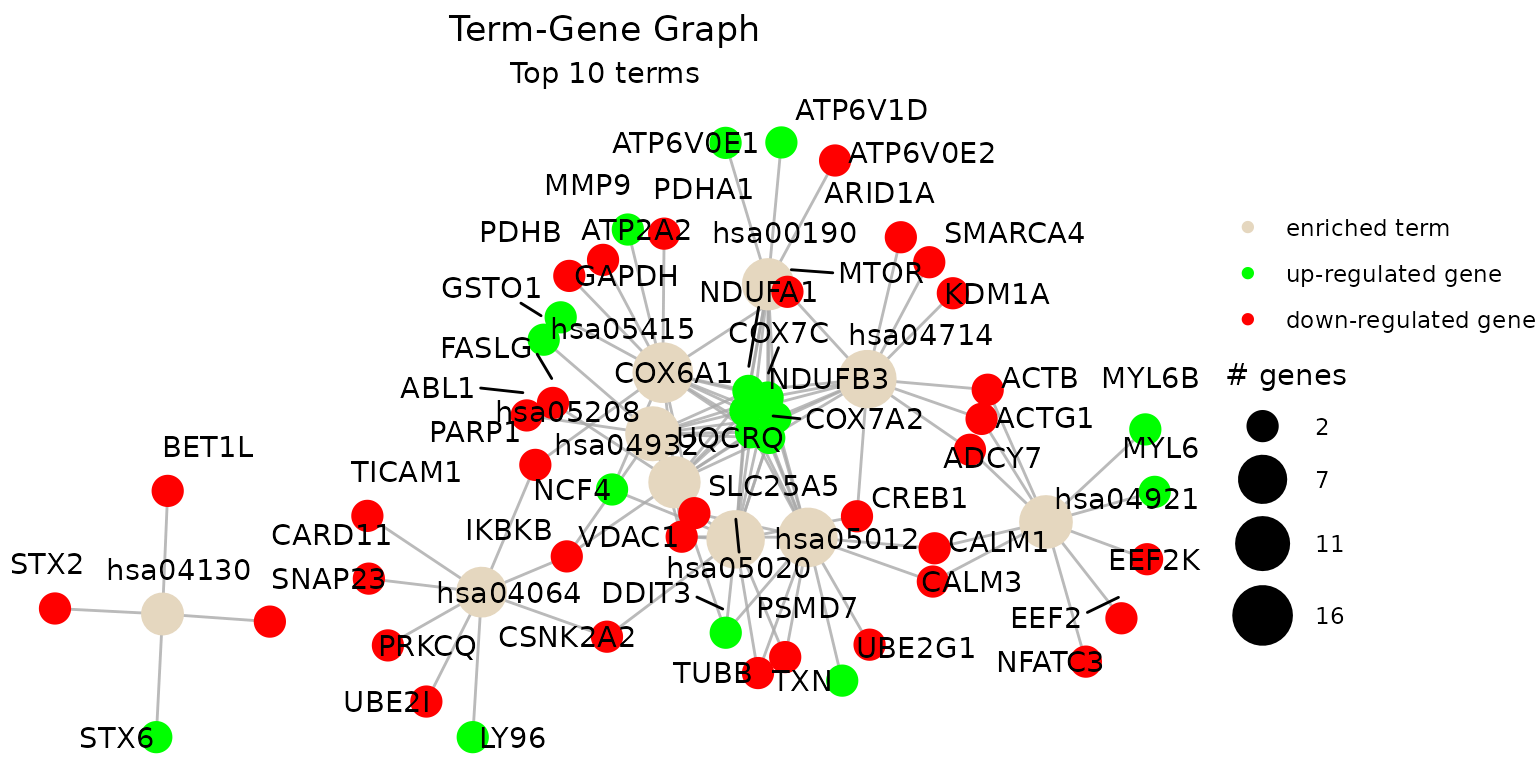 Term-Gene Graph
Top 10 terms
ATP6V1D
ATP6V0E1
ATP6V0E2
MMP9
PDHA1
ARID1A
PDHB
ATP2A2
hsa00190
SMARCA4
GAPDH
MTOR
GSTO1
NDUFA1
KDM1A
hsa05415
COX7C
hsa04714
FASLG
COX6A1
NDUFB3
ACTB
MYL6B
ABL1
hsa05208
COX7A2
ACTG1
PARP1
hsa04932
UQCRQ
MYL6
ADCY7
TICAM1
BET1L
NCF4
SLC25A5
CREB1
hsa04921
CARD11
IKBKB
VDAC1
hsa05012
CALM1
STX2
hsa04130
SNAP23
hsa05020
EEF2K
hsa04064
DDIT3
CALM3
PSMD7
EEF2
PRKCQ
CSNK2A2
UBE2G1
NFATC3
TUBB
TXN
UBE2I
STX6
LY96
enriched term
up-regulated gene
down-regulated gene
# genes
2
7
11
16